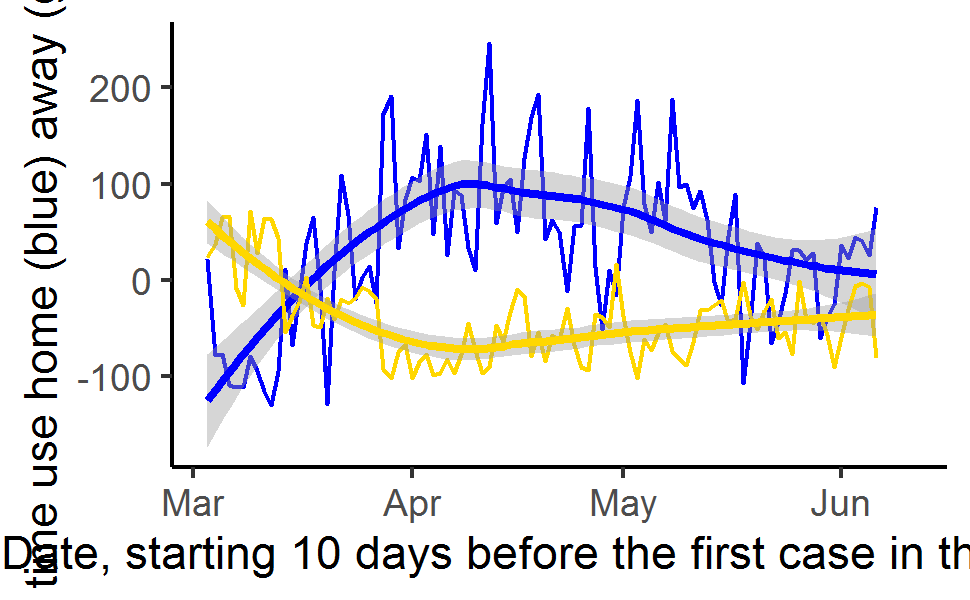 time use home (blue) away (
200
100
0
-100
Mar Apr May Jun
Date, starting 10 days before the first case in th